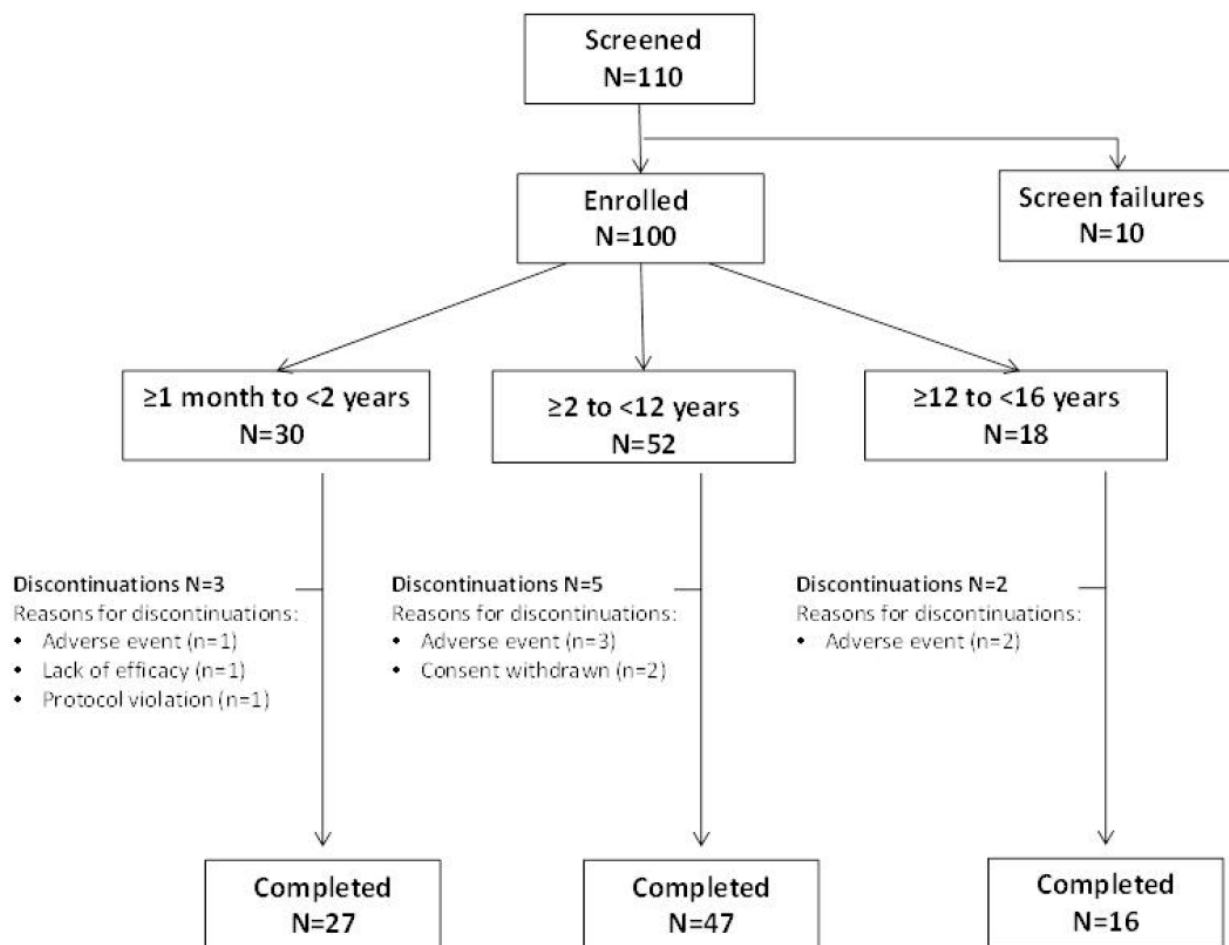 Screened
N=110
Enrolled
N=100
Screen failures
N=10
≥1 month to <2 years
N=30
≥2 to <12 years
N=52
≥12 to <16 years
N=18
Discontinuations N=3
Reasons for discontinuations:
• Adverse event (n=1)
• Lack of efficacy (n=1)
• Protocol violation (n=1)
Discontinuations N=5
Reasons for discontinuations:
• Adverse event (n=3)
• Consent withdrawn (n=2)
Discontinuations N=2
Reasons for discontinuations:
• Adverse event (n=2)
Completed
N=27
Completed
N=47
Completed
N=16